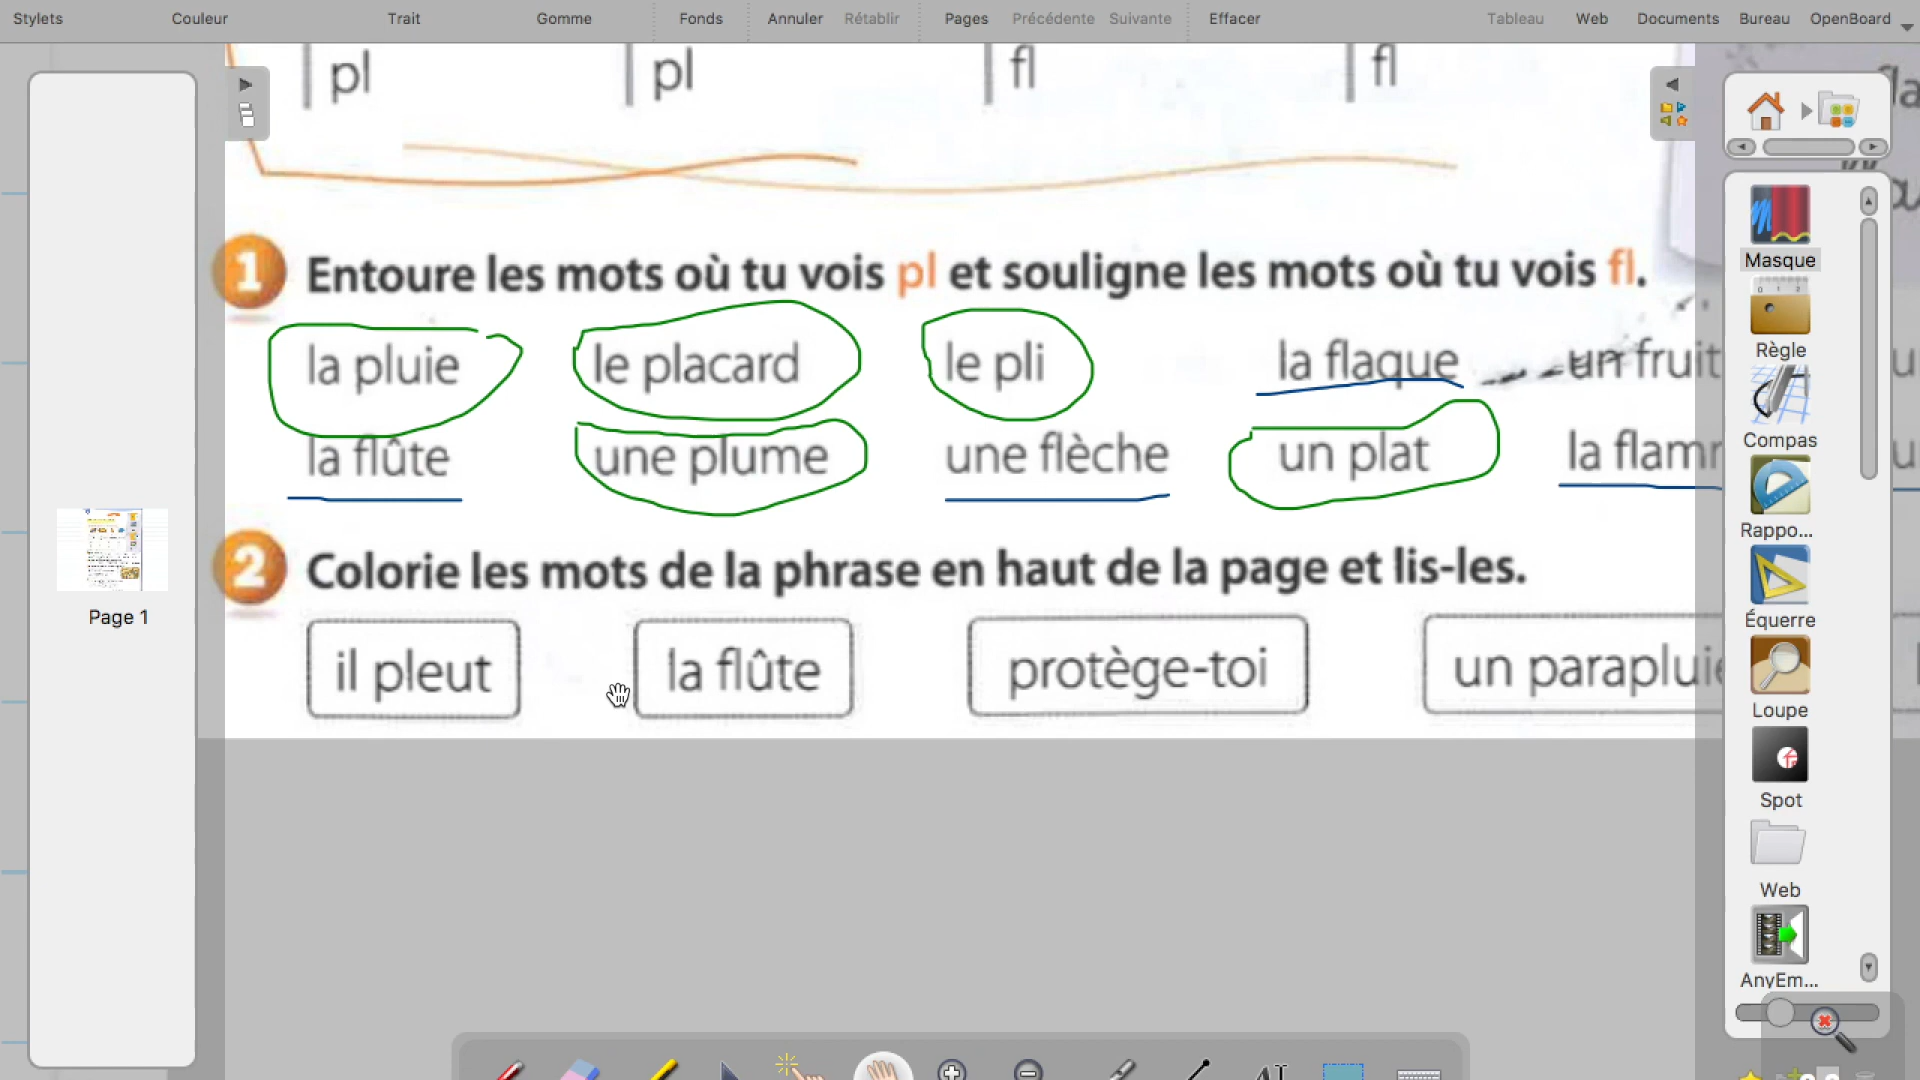 Stylets Couleur Trait Gomme Fonds Annuler Rétablir Pages Précédente Suivante Effacer Tableau Web Documents Bureau OpenBoard
pl pl fl fl
1 Entoure les mots où tu vois pl et souligne les mots où tu vois fl.
la pluie le placard le pli la flaque un fruit
la flûte une plume une flèche un plat la flamm
2 Colorie les mots de la phrase en haut de la page et lis-les.
il pleut la flûte protège-toi un parapluie
Page 1
Masque
Règle
Compas
Rappo...
Équerre
Loupe
Spot
Web
AnyEm...